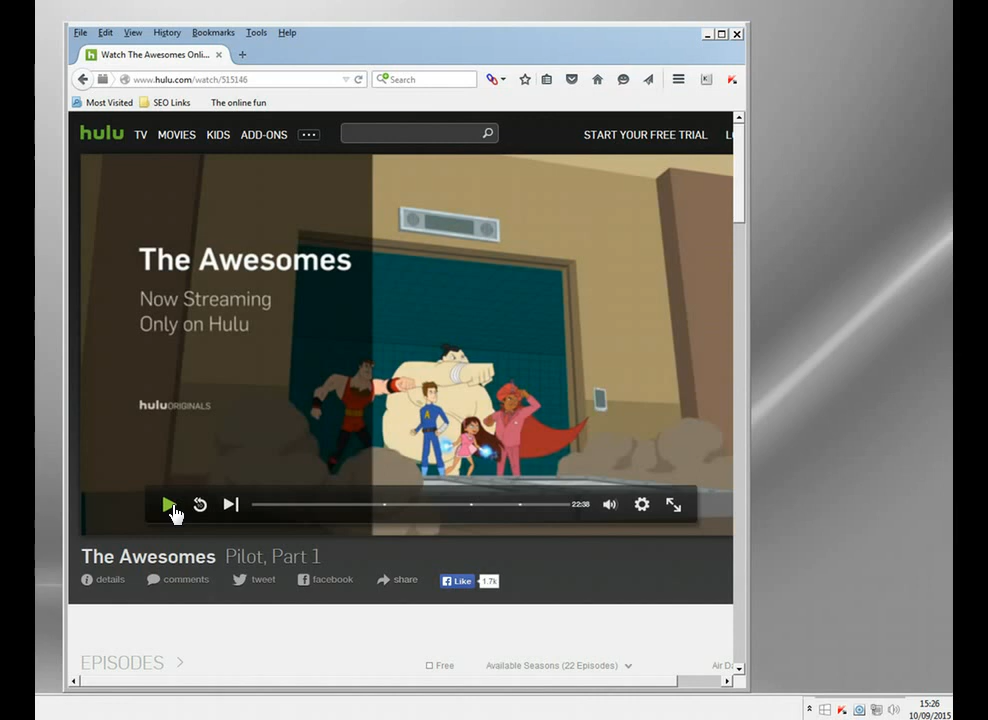 File Edit View History Bookmarks Tools Help
Watch The Awesomes Onli...
www.hulu.com/watch/515146
Search
Most Visited SEO Links The online fun
hulu TV MOVIES KIDS ADD-ONS START YOUR FREE TRIAL LO
The Awesomes
Now Streaming
Only on Hulu
huluORIGINALS
A
22:38
The Awesomes Pilot, Part 1
details comments tweet facebook share Like 1.7k
EPISODES Free Available Seasons (22 Episodes) Air Da
15:26
10/09/2015